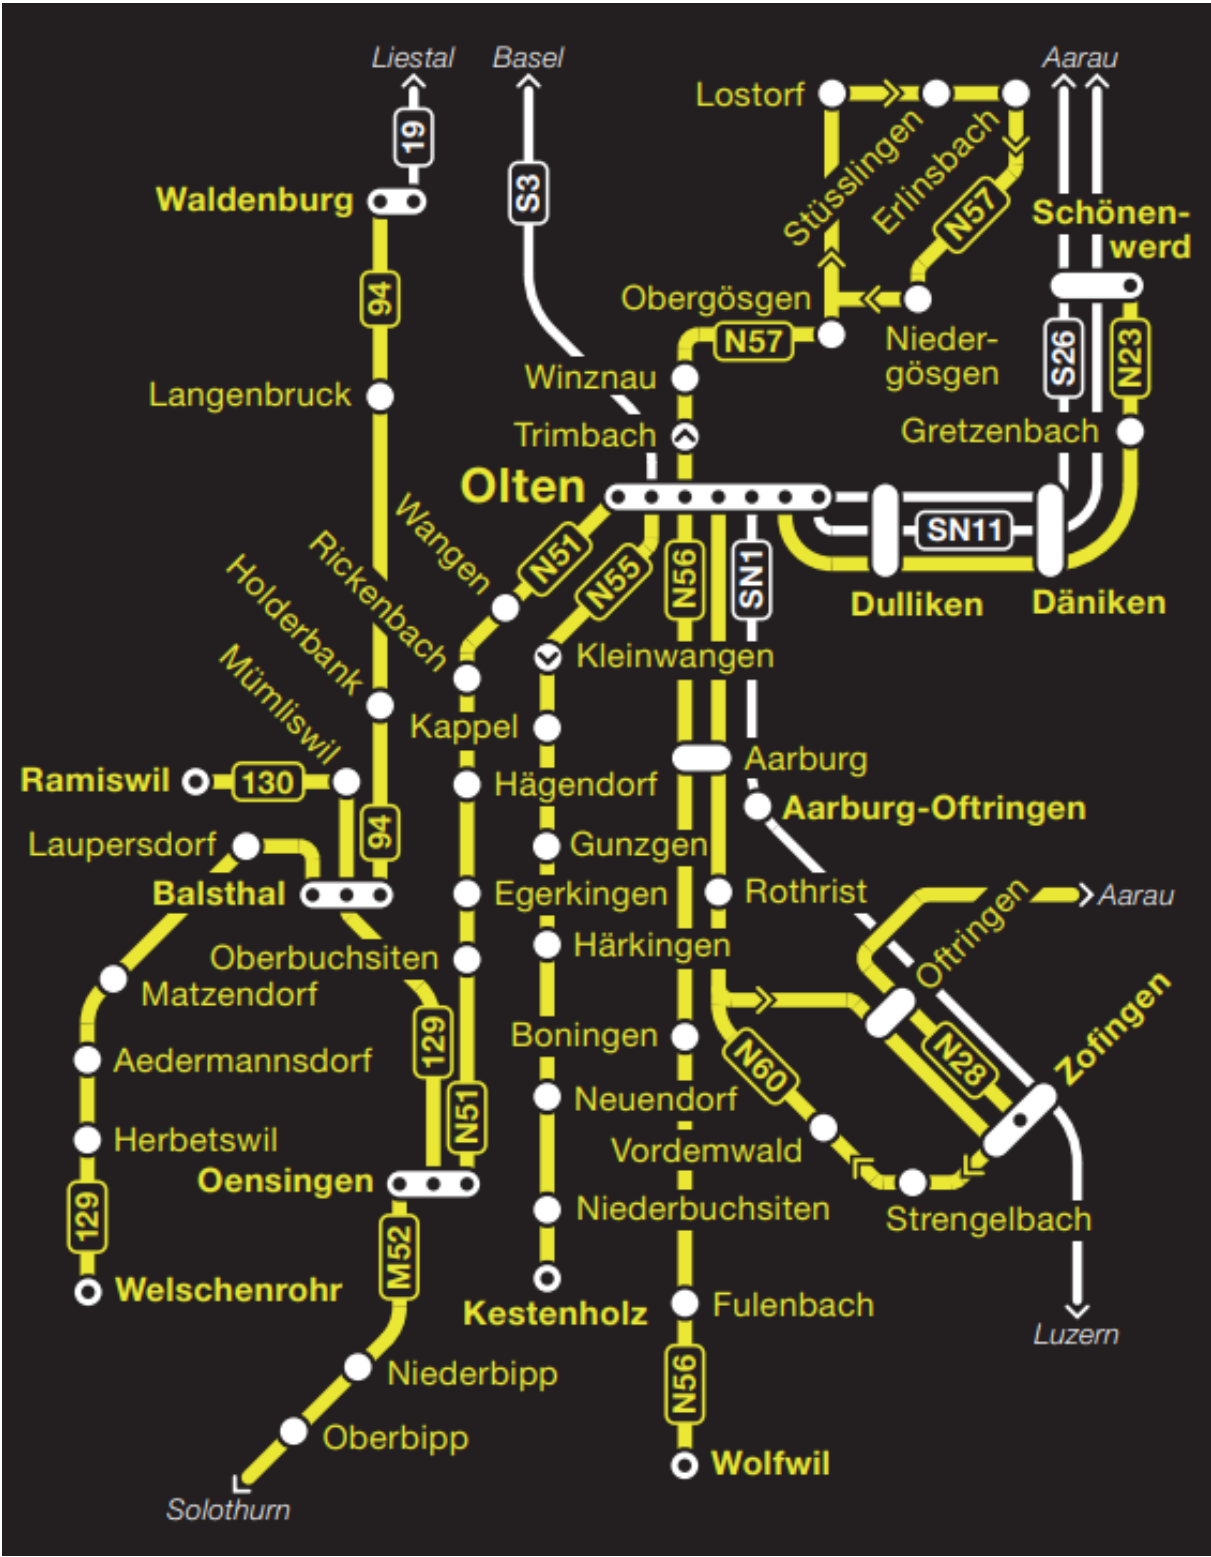 Liestal
Basel
Aarau
Lostorf
19
S3
Stüsslingen
Erlinsbach
N57
Waldenburg
Schönen-
werd
94
Obergösgen
N57
Nieder-
gösgen
S26
N23
Winznau
Langenbruck
Trimbach
Gretzenbach
Olten
Wangen
N51
N55
N56
SN1
SN11
Rickenbach
Dulliken
Däniken
Holderbank
Kleinwangen
Mümliswil
Kappel
Aarburg
Ramiswil
130
Hägendorf
Aarburg-Oftringen
94
Laupersdorf
Gunzgen
Balsthal
Egerkingen
Rothrist
Aarau
Oftringen
Oberbuchsiten
Härkingen
Matzendorf
Zofingen
129
Boningen
Aedermannsdorf
N60
N28
N51
Neuendorf
Herbetswil
Vordemwald
Oensingen
129
Niederbuchsiten
Strengelbach
M52
Welschenrohr
Kestenholz
Fulenbach
Luzern
Niederbipp
N56
Oberbipp
Wolfwil
Solothurn